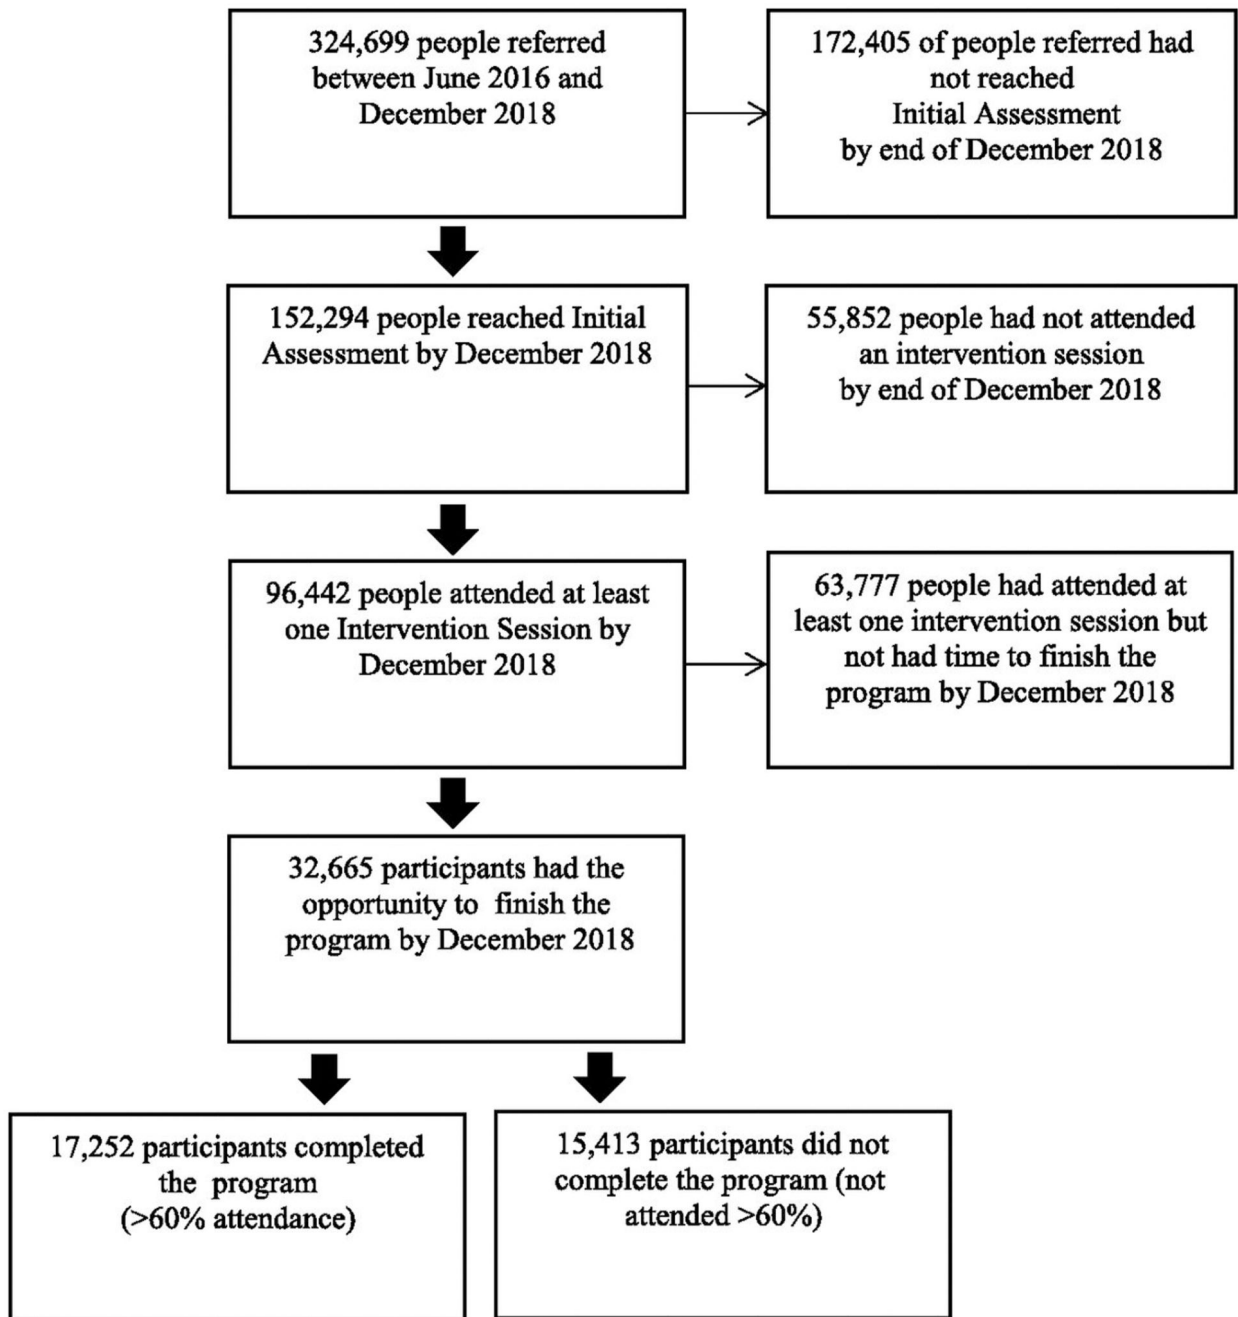 324,699 people referred
between June 2016 and
December 2018
172,405 of people referred had
not reached
Initial Assessment
by end of December 2018
152,294 people reached Initial
Assessment by December 2018
55,852 people had not attended
an intervention session
by end of December 2018
96,442 people attended at least
one Intervention Session by
December 2018
63,777 people had attended at
least one intervention session but
not had time to finish the
program by December 2018
32,665 participants had the
opportunity to finish the
program by December 2018
17,252 participants completed
the program
(>60% attendance)
15,413 participants did not
complete the program (not
attended >60%)